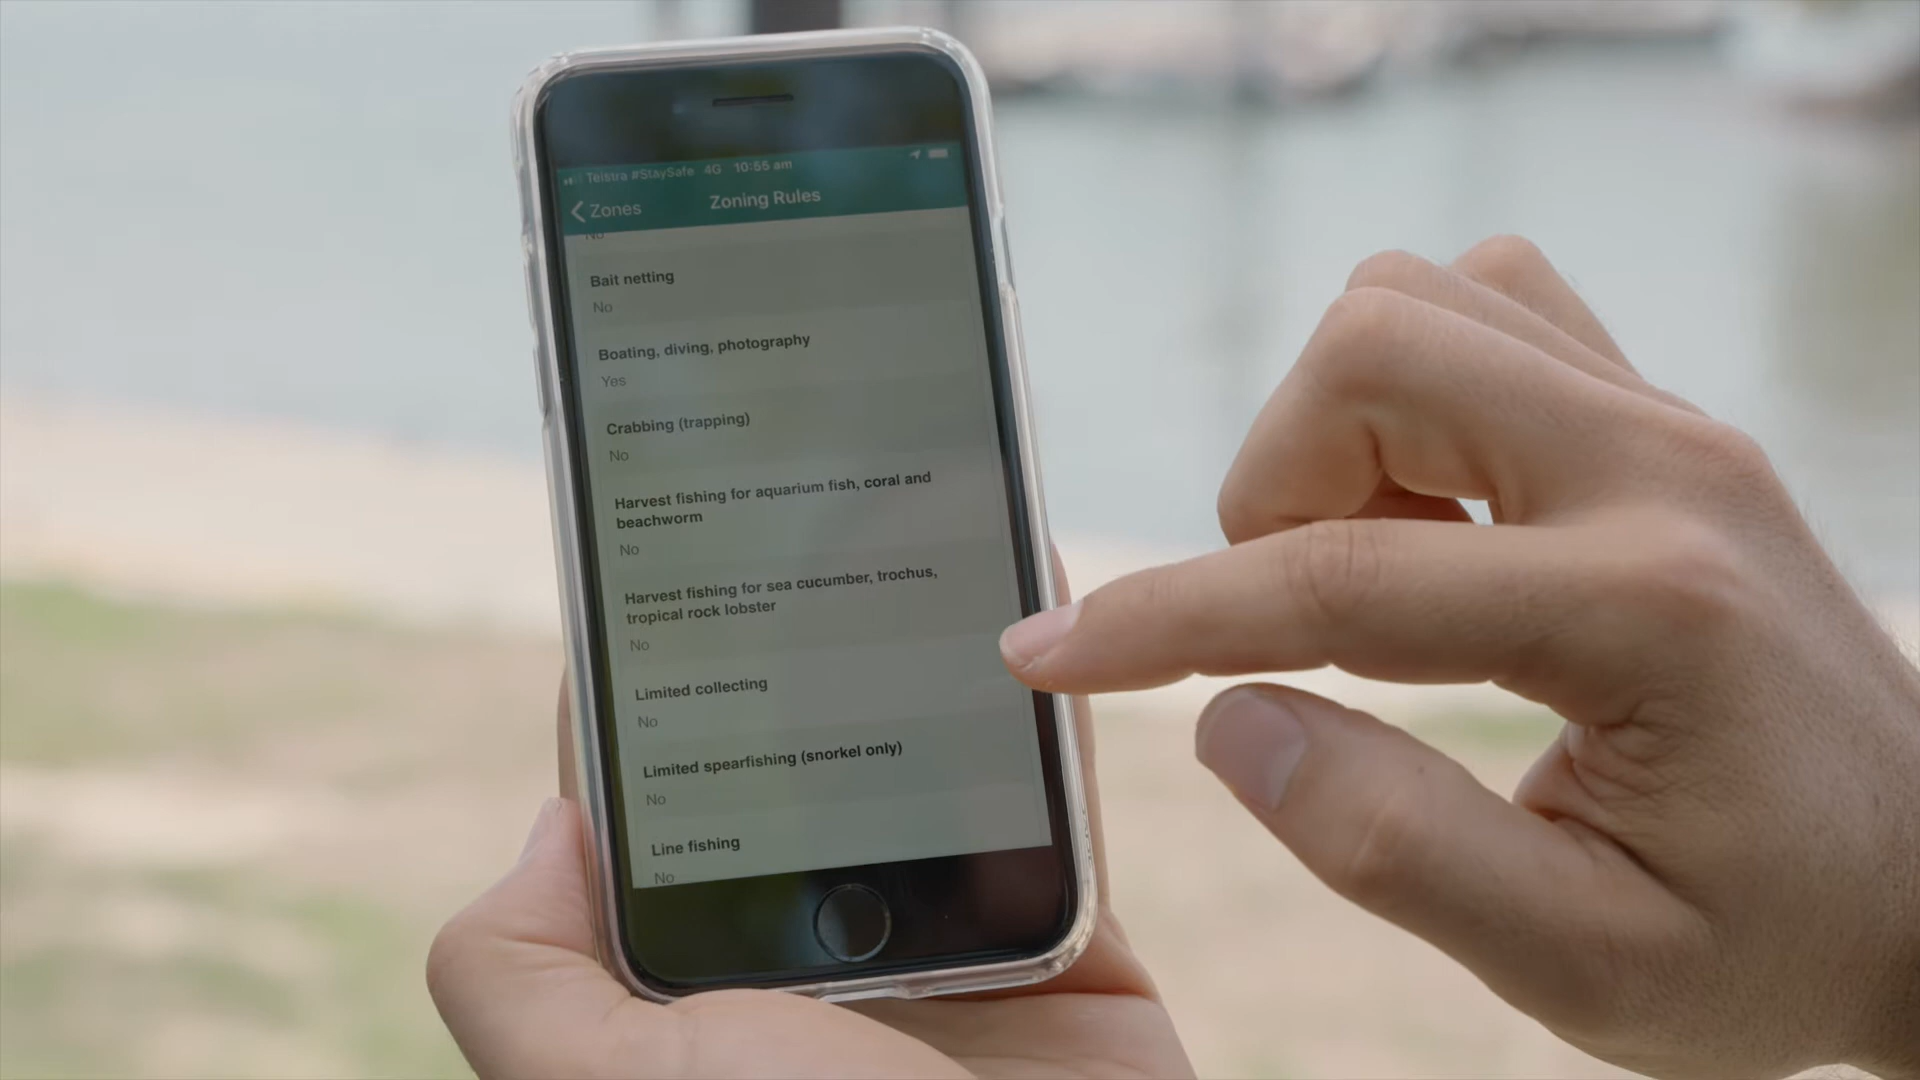 Telstra #StaySafe 4G 10:55 am
Zones
Zoning Rules
No
Bait netting
No
Boating, diving, photography
Yes
Crabbing (trapping)
No
Harvest fishing for aquarium fish, coral and
beachworm
No
Harvest fishing for sea cucumber, trochus,
tropical rock lobster
No
Limited collecting
No
Limited spearfishing (snorkel only)
No
Line fishing
No